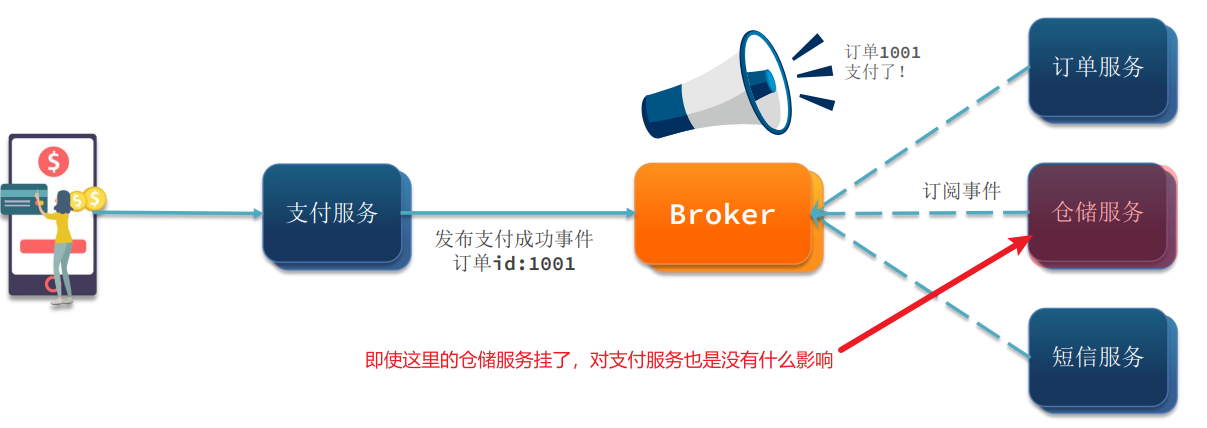 订单1001
支付了！
订单服务
支付服务
Broker
订阅事件
仓储服务
发布支付成功事件
订单id:1001
即使这里的仓储服务挂了，对支付服务也是没有什么影响
短信服务